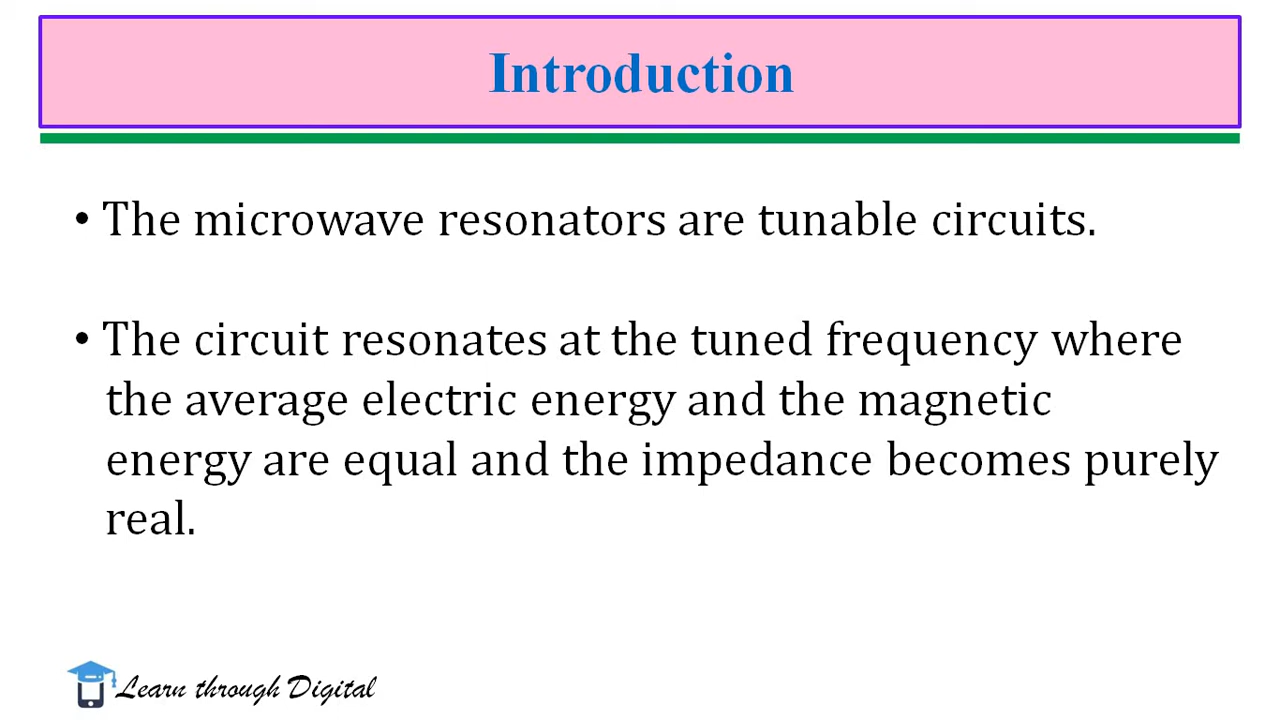 Introduction
• The microwave resonators are tunable circuits.
• The circuit resonates at the tuned frequency where
the average electric energy and the magnetic
energy are equal and the impedance becomes purely
real.
Learn through Digital